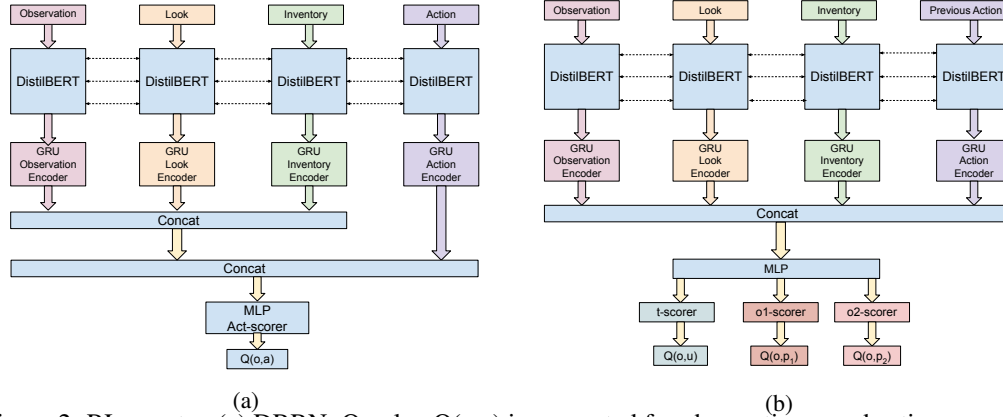 Observation
Look
Inventory
Action
DistilBERT
DistilBERT
DistilBERT
DistilBERT
GRU
Observation
Encoder
GRU
Look
Encoder
GRU
Inventory
Encoder
GRU
Action
Encoder
Concat
Concat
MLP
Act-scorer
Q(o,a)
(a)
Observation
Look
Inventory
Previous Action
DistilBERT
DistilBERT
DistilBERT
DistilBERT
GRU
Observation
Encoder
GRU
Look
Encoder
GRU
Inventory
Encoder
GRU
Action
Encoder
Concat
MLP
t-scorer
o1-scorer
o2-scorer
Q(o,u)
Q(o,p₁)
Q(o,p₂)
(b)